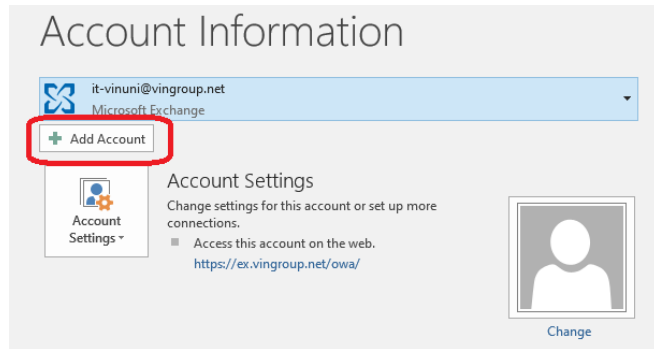 Account Information
it-vinuni@vingroup.net
Microsoft Exchange
Add Account
Account
Settings
Account Settings
Change settings for this account or set up more
connections.
Access this account on the web.
https://ex.vingroup.net/owa/
Change